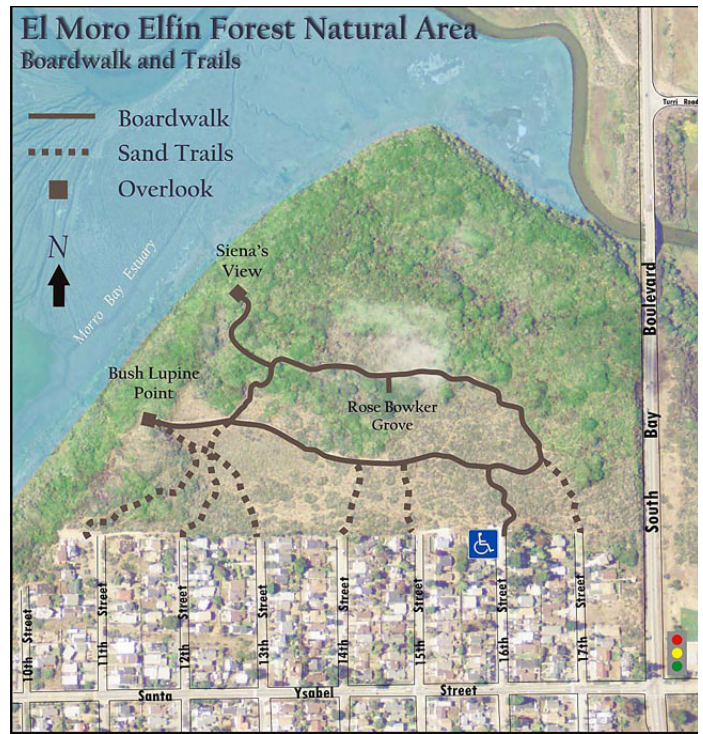 El Moro Elfin Forest Natural Area
Boardwalk and Trails
Boardwalk
Sand Trails
Overlook
N
Morro Bay Estuary
Turri Road
Siena's
View
Bush Lupine
Point
Rose Bowker
Grove
South Bay Boulevard
10th Street
11th Street
12th Street
13th Street
14th Street
15th Street
16th Street
17th Street
Santa Ysabel Street